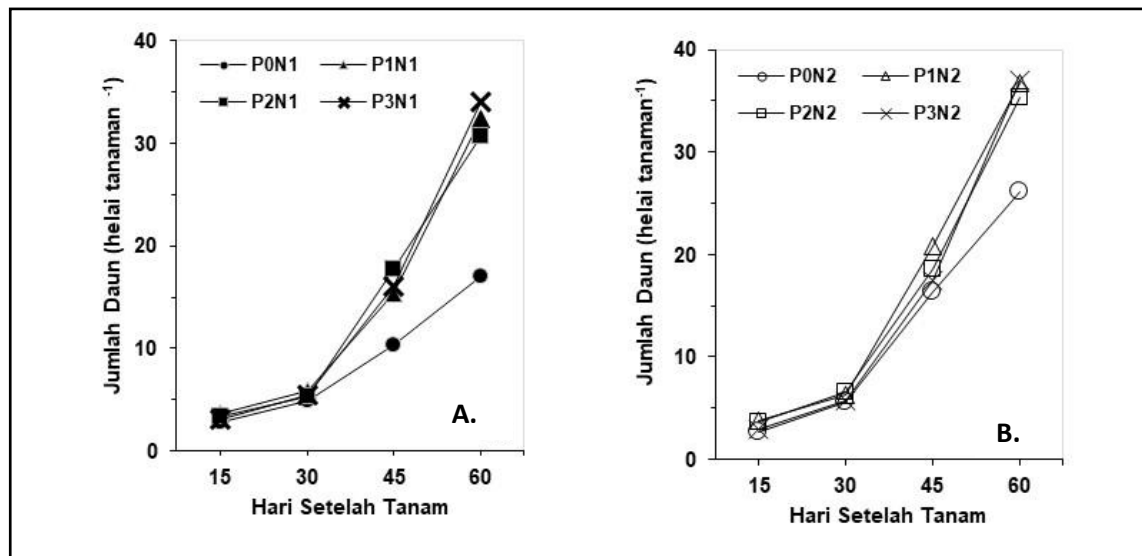 40
30
20
10
0
Jumlah Daun (helai tanaman -1)
P0N1 P1N1
P2N1 P3N1
A.
15 30 45 60
Hari Setelah Tanam
40
30
20
10
0
Jumlah Daun (helai tanaman-1)
P0N2 P1N2
P2N2 P3N2
B.
15 30 45 60
Hari Setelah Tanam